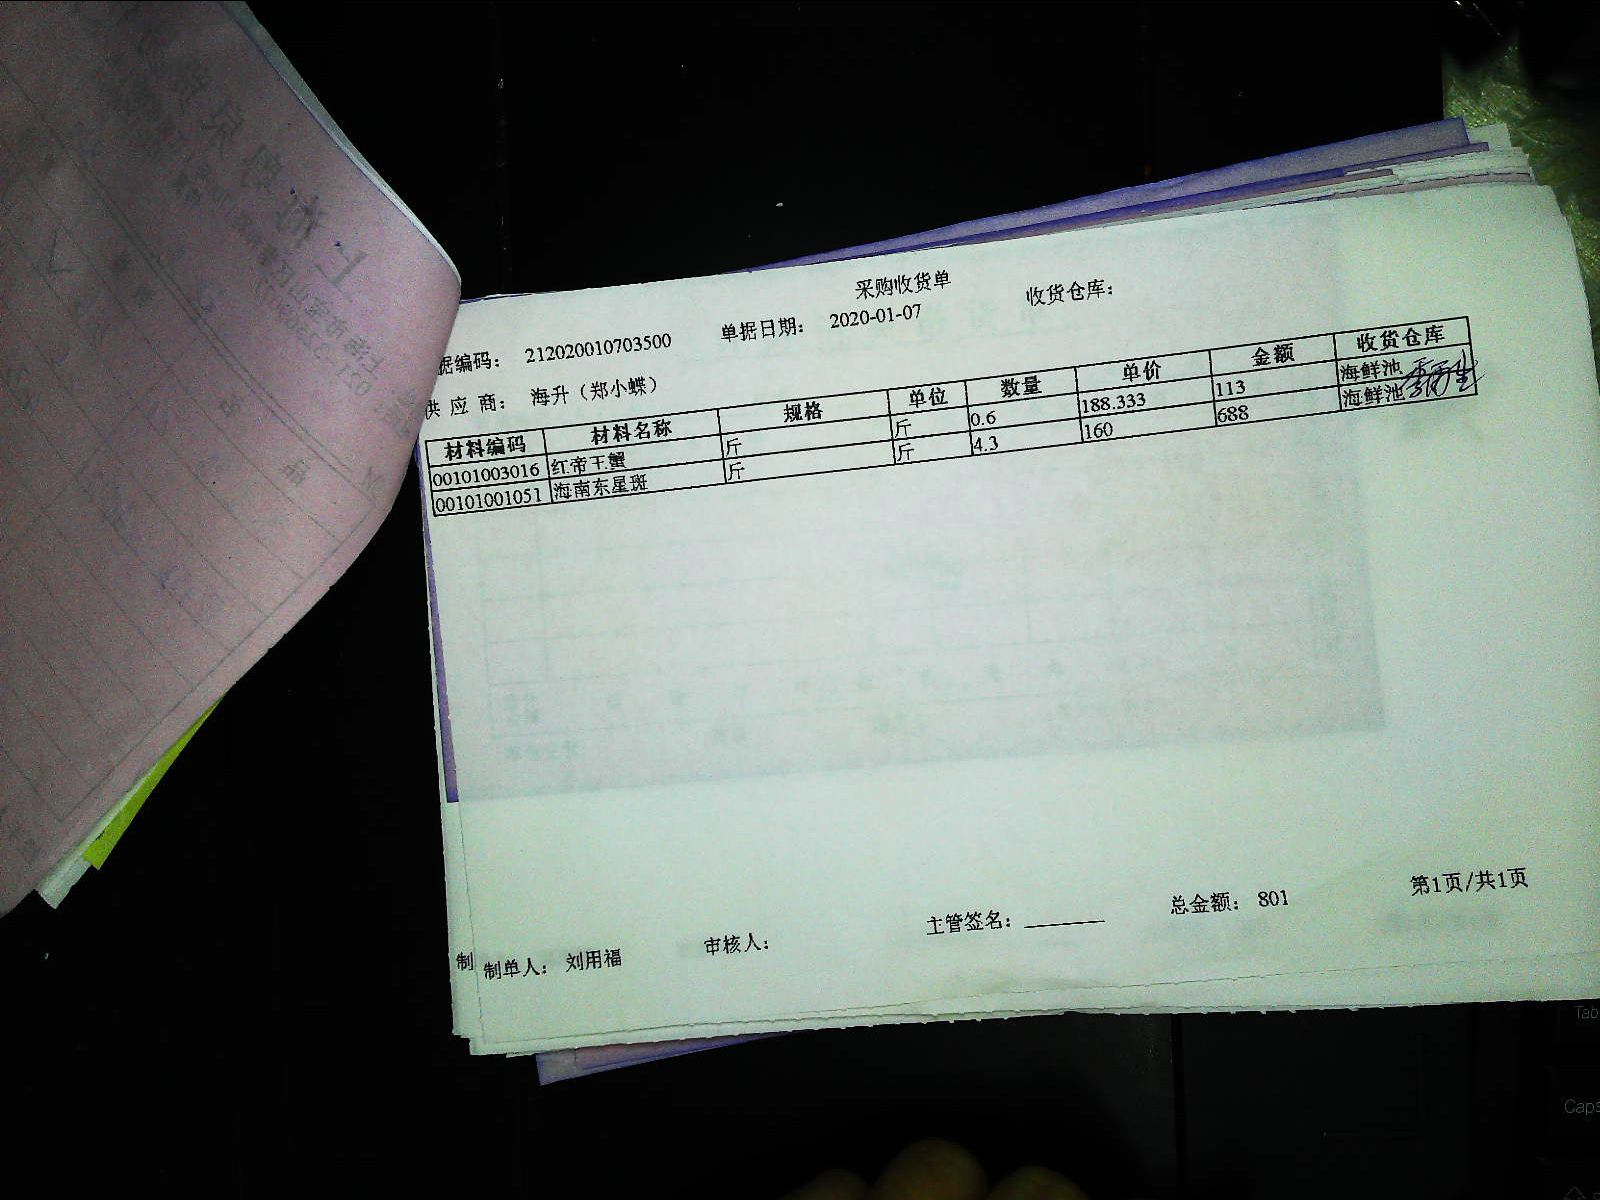 采购收货单
据编码： 212020010703500 单据日期： 2020-01-07 收货仓库：
供 应 商： 海升（郑小蝶）
材料编码 材料名称 规格 单位 数量 单价 金额 收货仓库
00101003016 红帝王蟹 斤 斤 0.6 188.333 113 海鲜池
00101001051 海南东星斑 斤 斤 4.3 160 688 海鲜池
制 制单人： 刘用福 审核人： 主管签名： 总金额： 801 第1页/共1页
Tab
Caps